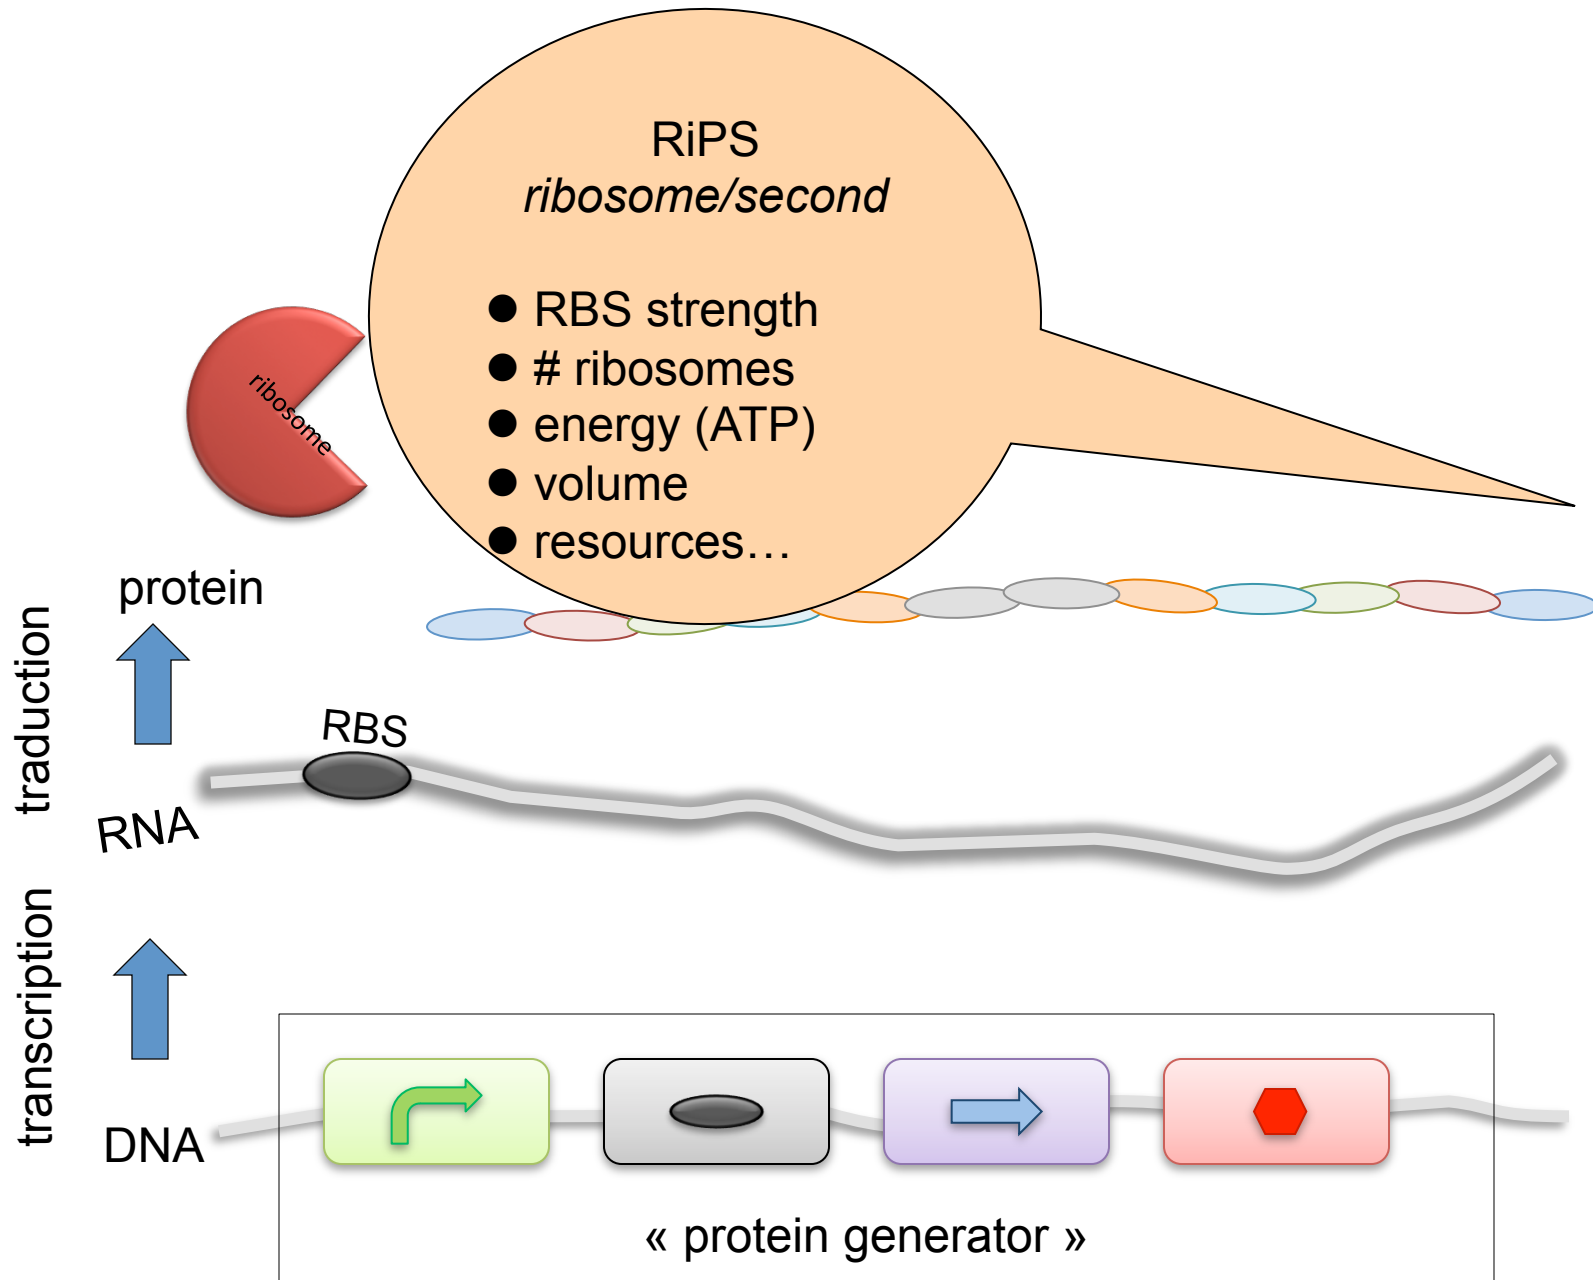 RiPS
ribosome/second
● RBS strength
● # ribosomes
● energy (ATP)
● volume
● resources…
ribosome
protein
traduction
RBS
RNA
transcription
DNA
« protein generator »